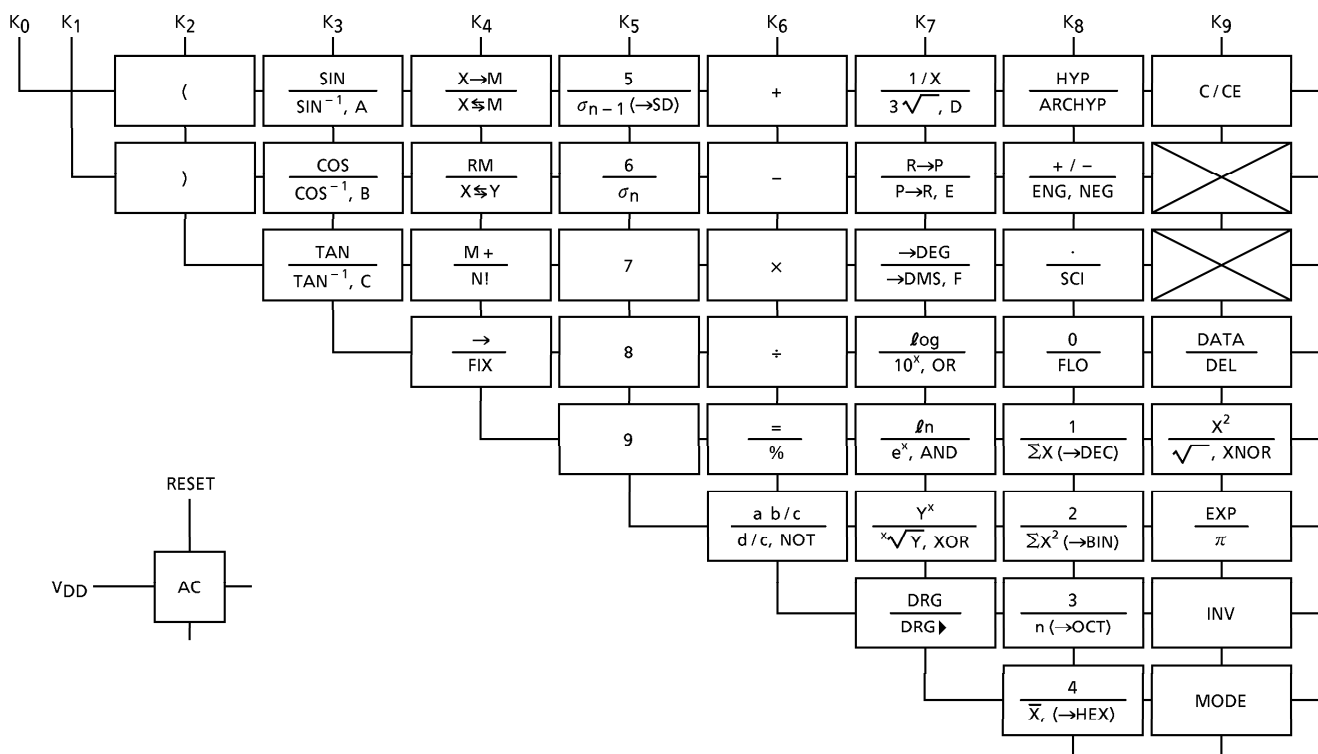 K0 K1 K2 K3 K4 K5 K6 K7 K8 K9
( SIN X→M 5 + 1/X HYP C/CE
SIN⁻¹, A X⇆M σn−1 (→SD) 3√‾, D ARCHYP
) COS RM 6 − R→P +/−
COS⁻¹, B X⇆Y σn P→R, E ENG, NEG
TAN M+ 7 × →DEG ·
TAN⁻¹, C N! →DMS, F SCI
→ 8 ÷ ℓog 0 DATA
FIX 10ˣ, OR FLO DEL
9 = ℓn 1 X²
% eˣ, AND ΣX (→DEC) √‾, XNOR
RESET
a b/c Yˣ 2 EXP
d/c, NOT ˣ√Y, XOR ΣX² (→BIN) π
VDD AC
DRG 3 INV
DRG▶ n (→OCT)
4 MODE
X̄, (→HEX)